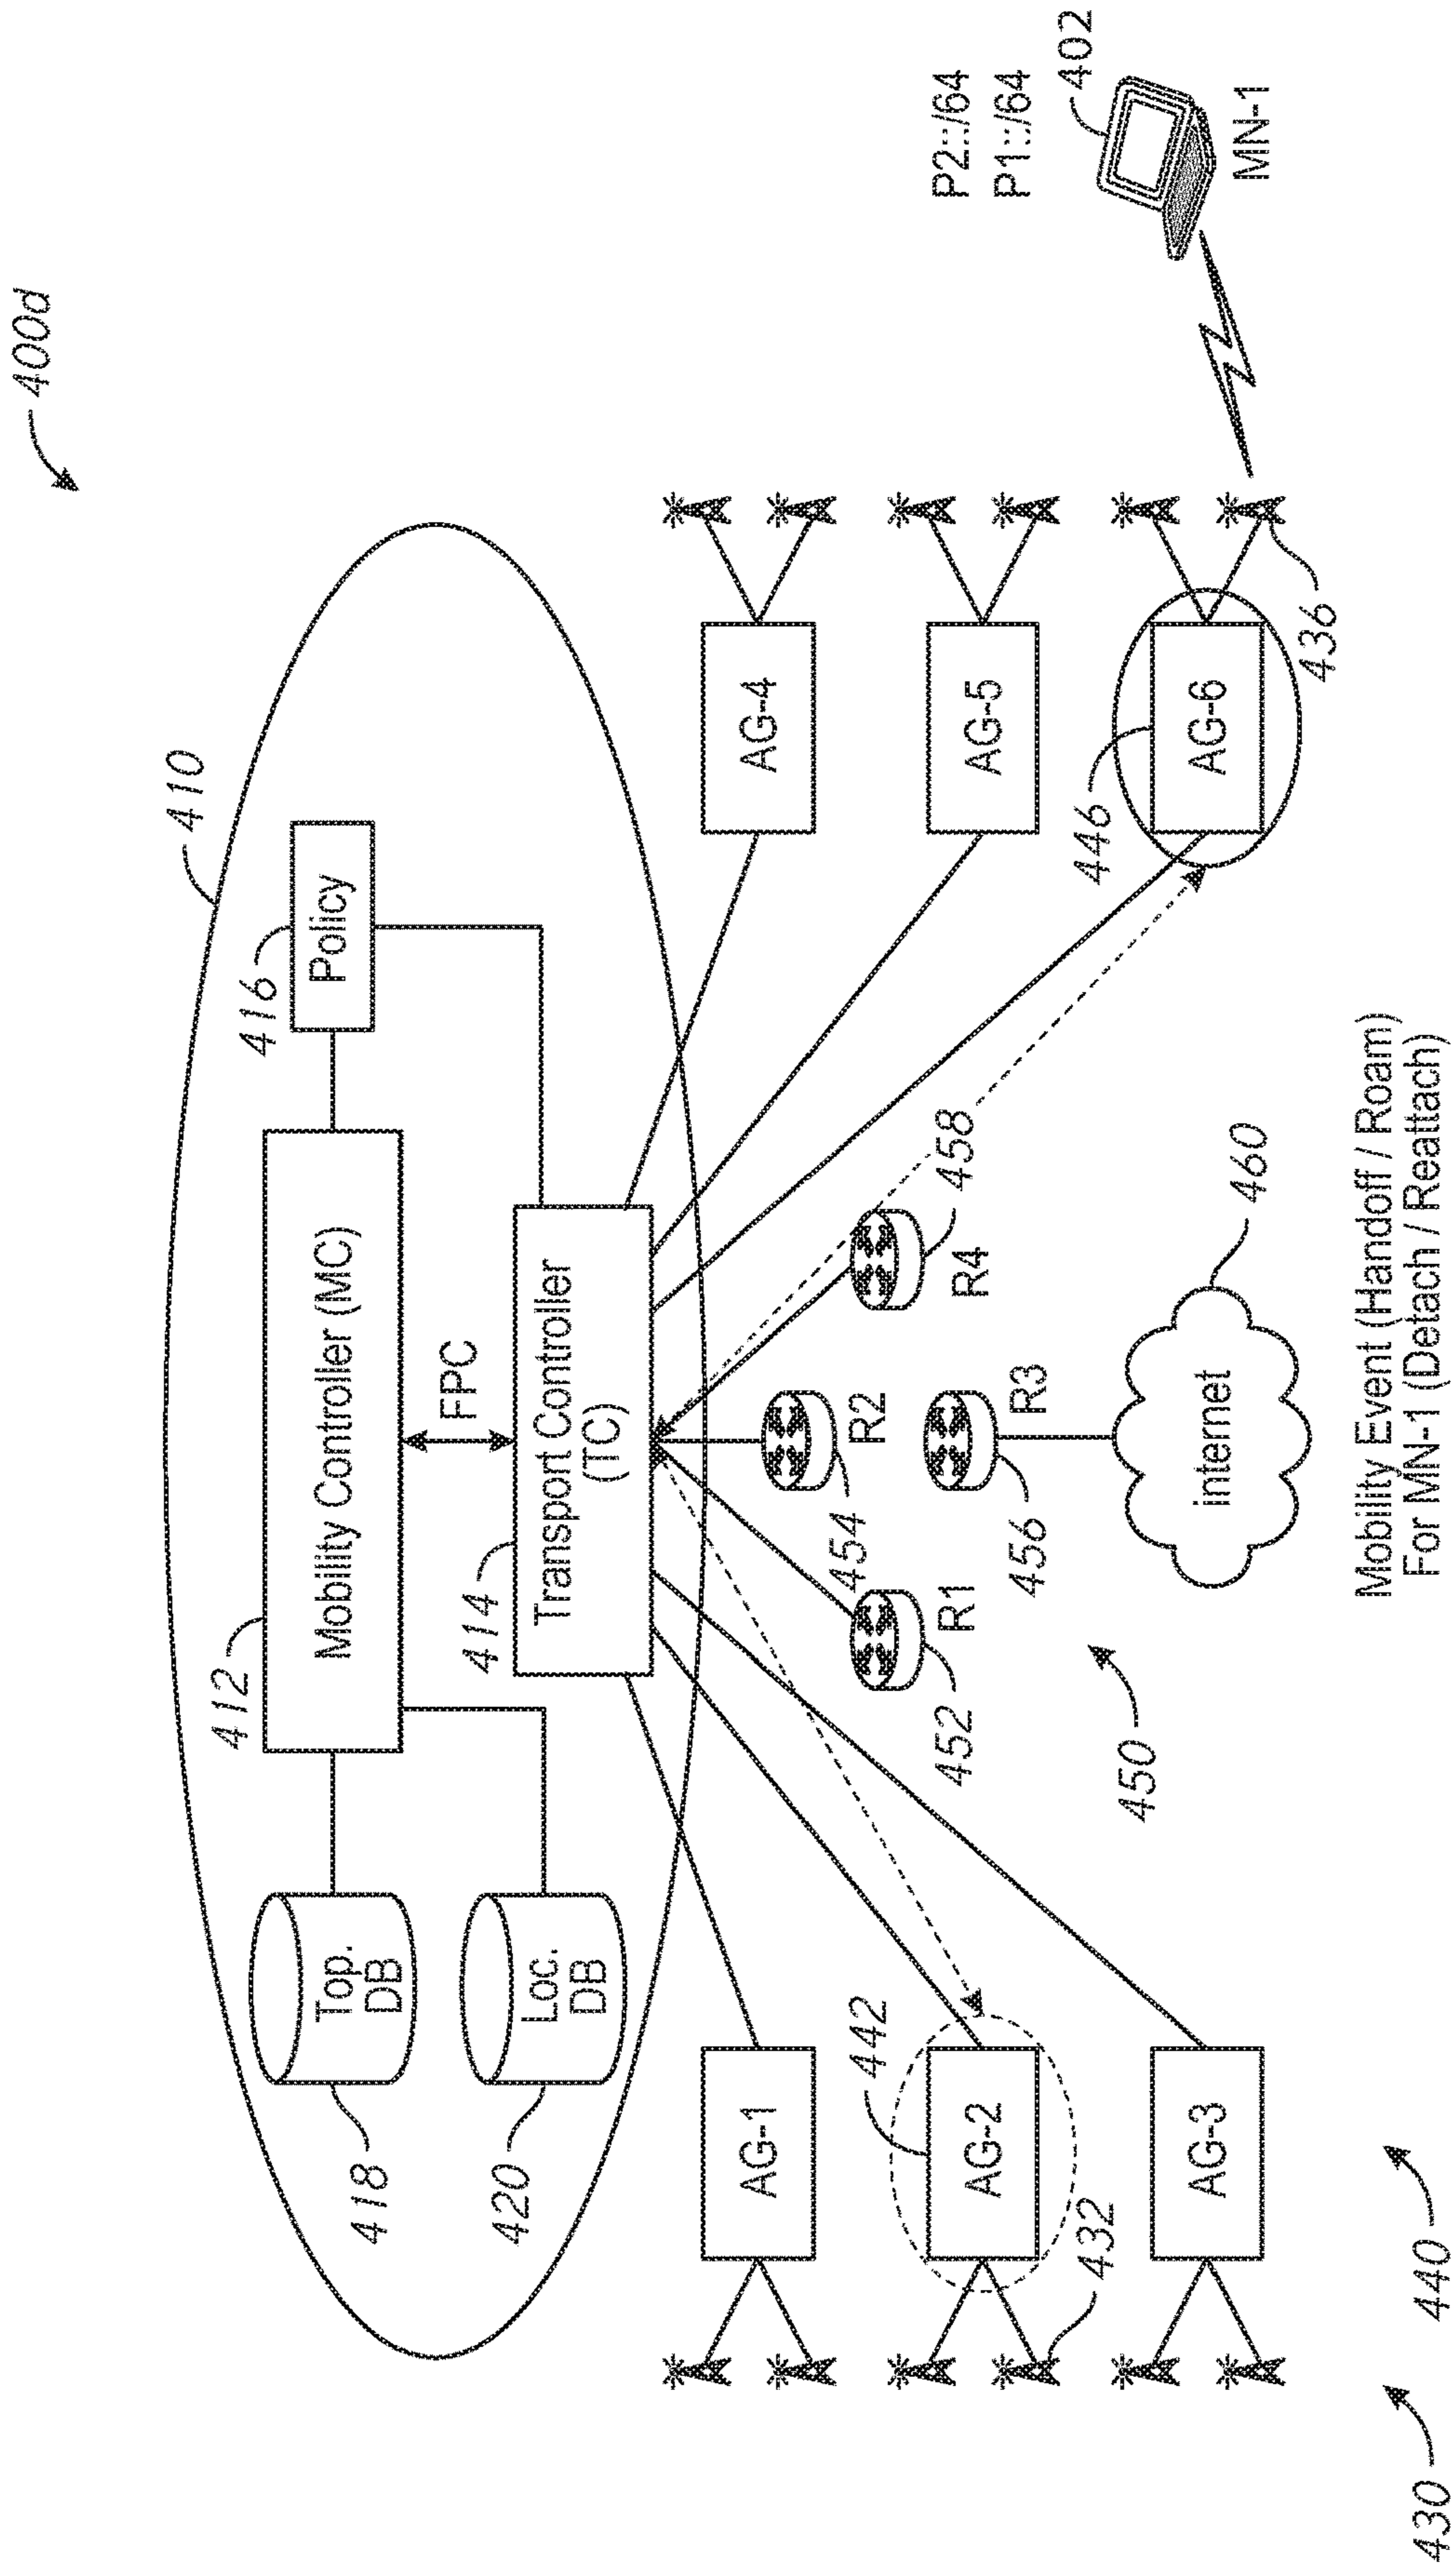 400d
410
416
Policy
412
Mobility Controller (MC)
418
Top.
DB
FPC
420
Loc.
DB
414
Transport Controller
(TC)
AG-1
AG-4
442
454
R2
452
R1
458
R4
P2::/64
P1::/64
AG-2
432
456
R3
AG-5
402
450
446
AG-3
internet
460
AG-6
436
MN-1
430
440
Mobility Event (Handoff / Roam)
For MN-1 (Detach / Reattach)